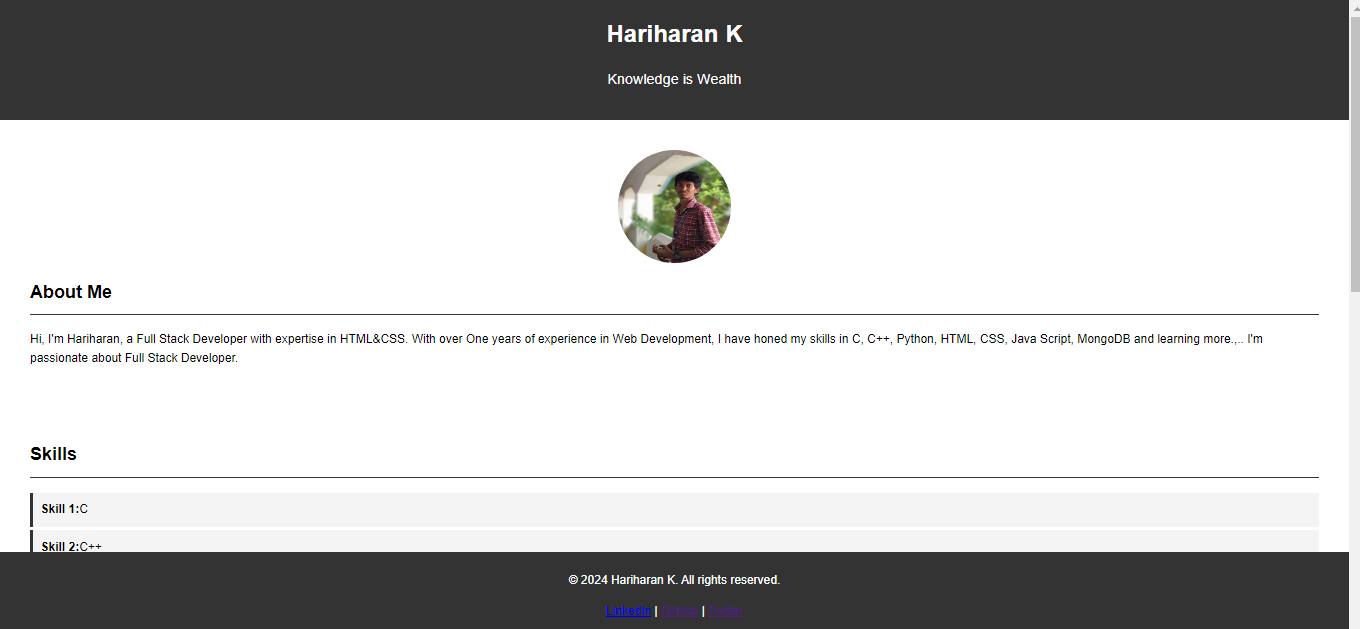 Hariharan K
Knowledge is Wealth
About Me
Hi, I'm Hariharan, a Full Stack Developer with expertise in HTML&CSS. With over One years of experience in Web Development, I have honed my skills in C, C++, Python, HTML, CSS, Java Script, MongoDB and learning more.,.. I'm
passionate about Full Stack Developer.
Skills
Skill 1:C
Skill 2:C++
© 2024 Hariharan K. All rights reserved.
LinkedIn | GitHub | Twitter